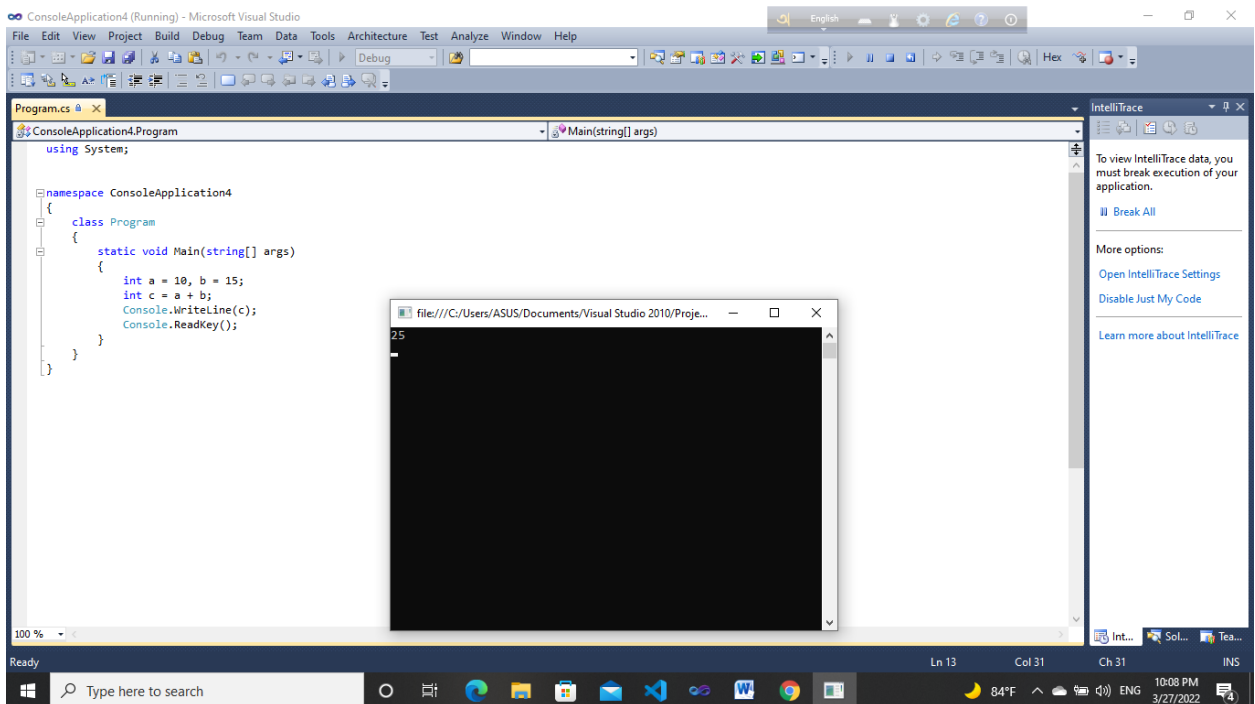 ConsoleApplication4 (Running) - Microsoft Visual Studio
English
File Edit View Project Build Debug Team Data Tools Architecture Test Analyze Window Help
Debug
Hex
Program.cs
IntelliTrace
ConsoleApplication4.Program
Main(string[] args)
using System;
namespace ConsoleApplication4
{
class Program
{
static void Main(string[] args)
{
int a = 10, b = 15;
int c = a + b;
Console.WriteLine(c);
Console.ReadKey();
}
}
}
file:///C:/Users/ASUS/Documents/Visual Studio 2010/Proje...
25
To view IntelliTrace data, you
must break execution of your
application.
Break All
More options:
Open IntelliTrace Settings
Disable Just My Code
Learn more about IntelliTrace
100 %
Int... Sol... Tea...
Ready
Ln 13 Col 31 Ch 31 INS
Type here to search
84°F
ENG
10:08 PM
3/27/2022
4